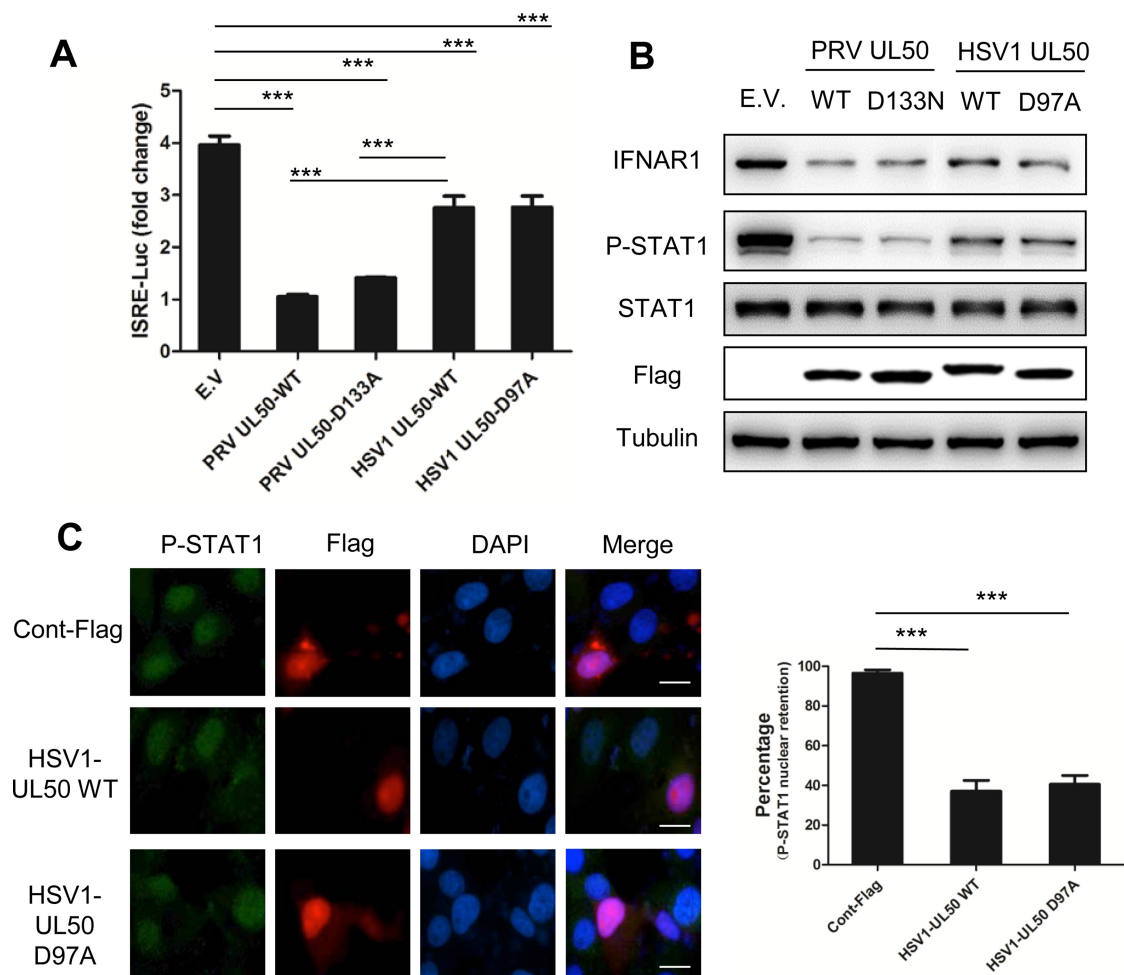 A
***
***
***
***
***
***
ISRE-Luc (fold change)
5
4
3
2
1
0
E.V
PRV UL50-WT
PRV UL50-D133A
HSV1 UL50-WT
HSV1 UL50-D97A
B
PRV UL50 HSV1 UL50
E.V. WT D133N WT D97A
IFNAR1
P-STAT1
STAT1
Flag
Tubulin
C
P-STAT1 Flag DAPI Merge
Cont-Flag
HSV1-
UL50 WT
HSV1-
UL50
D97A
***
***
Percentage
(P-STAT1 nuclear retention)
100
80
60
40
20
0
Cont-Flag
HSV1-UL50 WT
HSV1-UL50 D97A